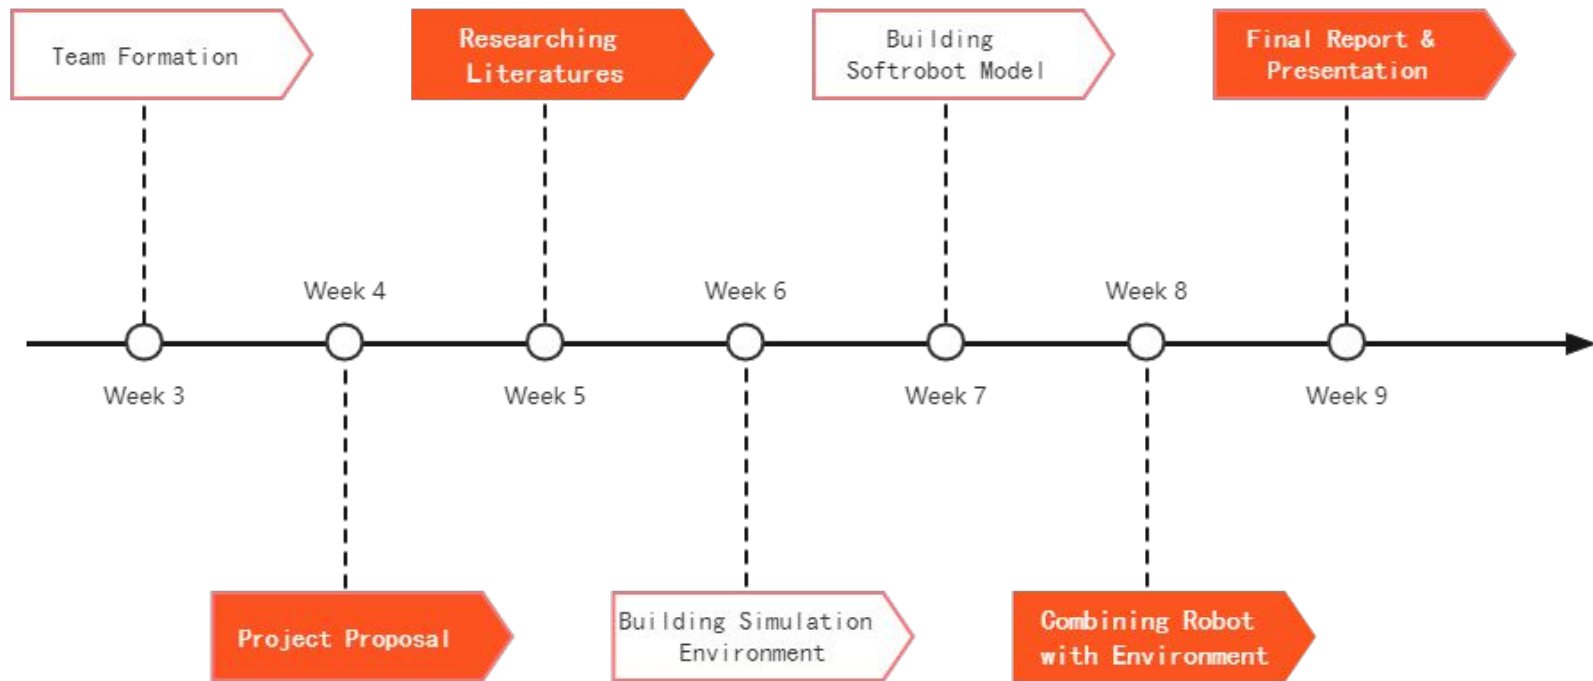 Team Formation
Researching
Literatures
Building
Softrobot Model
Final Report &
Presentation
Week 4
Week 6
Week 8
Week 3
Week 5
Week 7
Week 9
Project Proposal
Building Simulation
Environment
Combining Robot
with Environment